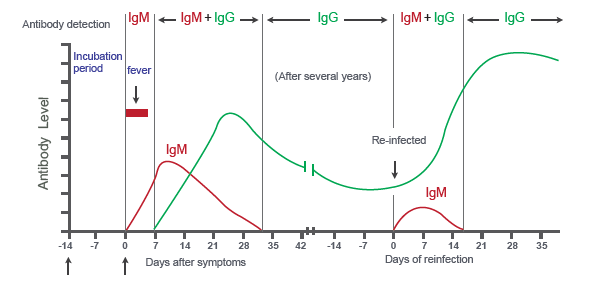 Antibody detection IgM IgM + IgG IgG IgM + IgG IgG
Incubation
period
fever
(After several years)
Antibody Level
Re-infected
IgM
IgM
-14 -7 0 7 14 21 28 35 42 -14 -7 0 7 14 21 28 35
Days after symptoms
Days of reinfection